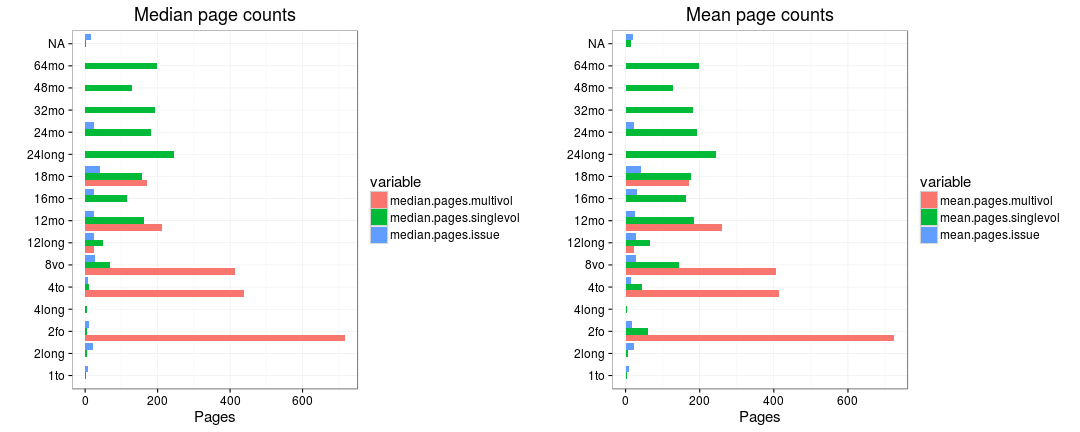 Median page counts
NA
64mo
48mo
32mo
24mo
24long
18mo
16mo
12mo
12long
8vo
4to
4long
2fo
2long
1to
0
200
400
600
Pages
variable
median.pages.multivol
median.pages.singlevol
median.pages.issue
Mean page counts
NA
64mo
48mo
32mo
24mo
24long
18mo
16mo
12mo
12long
8vo
4to
4long
2fo
2long
1to
0
200
400
600
Pages
variable
mean.pages.multivol
mean.pages.singlevol
mean.pages.issue